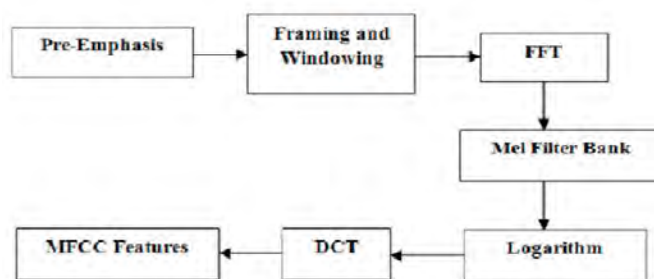 Pre-Emphasis
Framing and
Windowing
FFT
Mel Filter Bank
Logarithm
DCT
MFCC Features